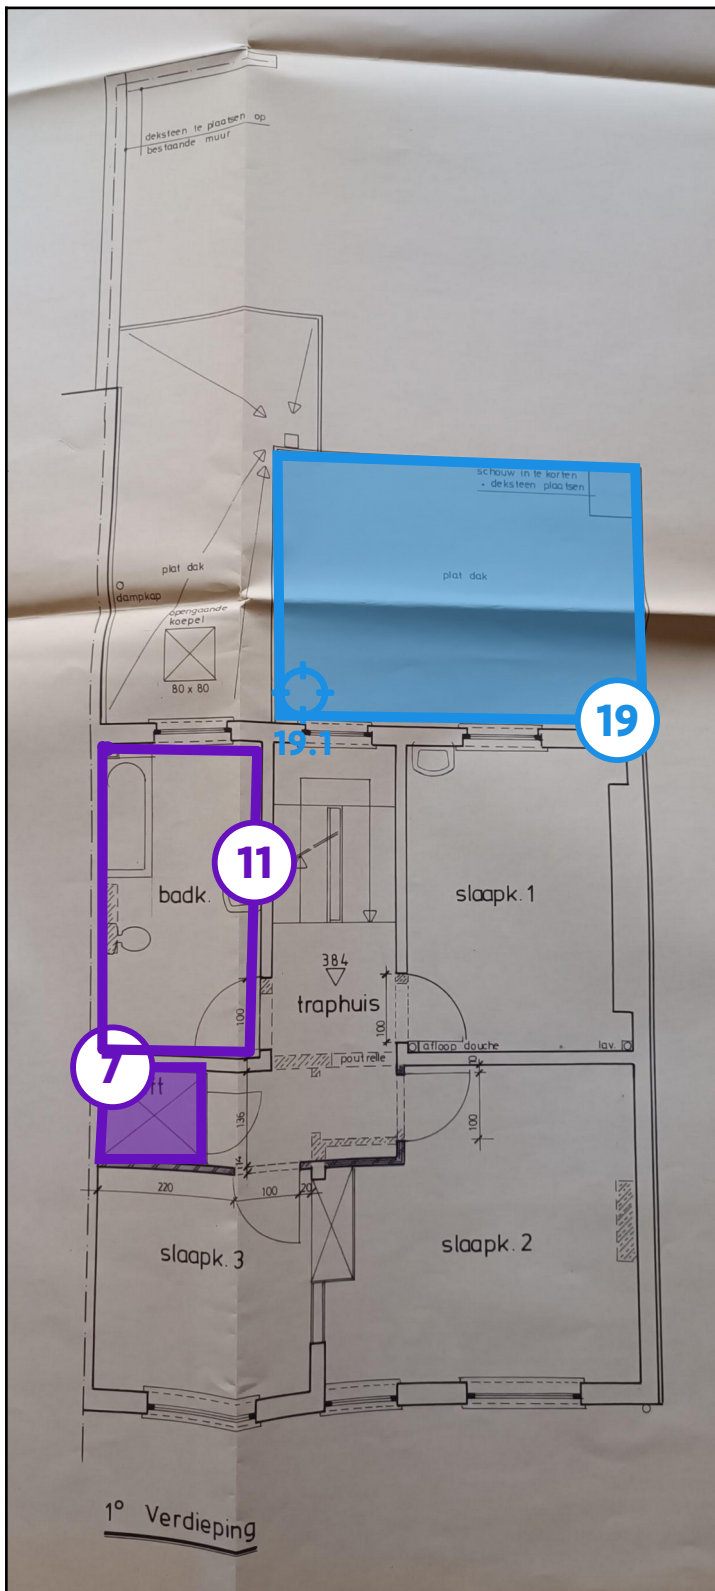 deksteen te plaatsen op
bestaande muur
schouw in te korten
. deksteen plaatsen
plat dak
plat dak
dampkap
opengaande
koepel
80 x 80
19
19.1
11
badk.
slaapk. 1
384
traphuis
100
100
afloop douche
lav.
poutrelle
7
136
10
100
14
220
100
20
slaapk. 3
slaapk. 2
1° Verdieping